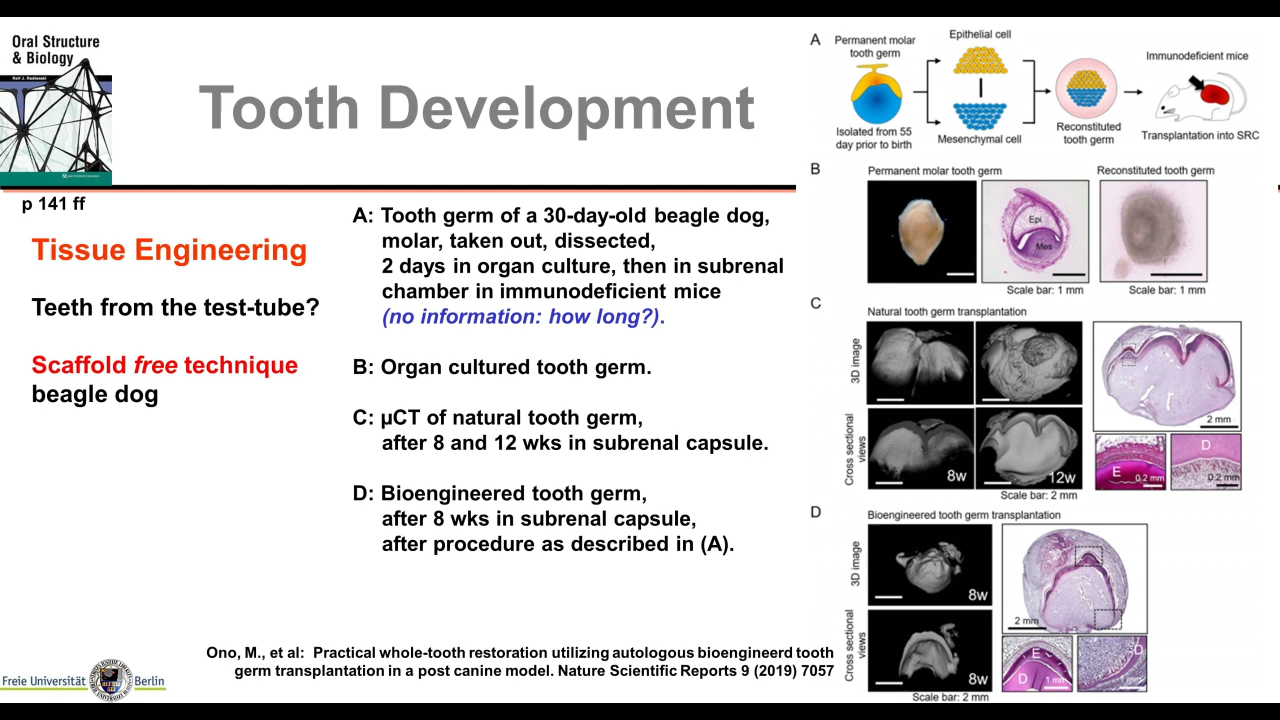 Oral Structure
& Biology
Ralf J. Radlanski
Tooth Development
p 141 ff
Tissue Engineering
Teeth from the test-tube?
Scaffold free technique
beagle dog
A: Tooth germ of a 30-day-old beagle dog,
molar, taken out, dissected,
2 days in organ culture, then in subrenal
chamber in immunodeficient mice
(no information: how long?).
B: Organ cultured tooth germ.
C: µCT of natural tooth germ,
after 8 and 12 wks in subrenal capsule.
D: Bioengineered tooth germ,
after 8 wks in subrenal capsule,
after procedure as described in (A).
Ono, M., et al: Practical whole-tooth restoration utilizing autologous bioengineerd tooth
germ transplantation in a post canine model. Nature Scientific Reports 9 (2019) 7057
Freie Universität Berlin
A
Permanent molar
tooth germ
Isolated from 55
day prior to birth
Epithelial cell
Mesenchymal cell
Reconstituted
tooth germ
Immunodeficient mice
Transplantation into SRC
B
Permanent molar tooth germ
Reconstituted tooth germ
Epi
Mes
Scale bar: 1 mm
Scale bar: 1 mm
C
Natural tooth germ transplantation
3D image
Cross sectional
views
8w
12w
Scale bar: 2 mm
2 mm
E
0.2 mm
D
0.2 mm
D
Bioengineered tooth germ transplantation
3D image
8w
Cross sectional
views
8w
Scale bar: 2 mm
2 mm
E
D
1 mm
D
1 mm